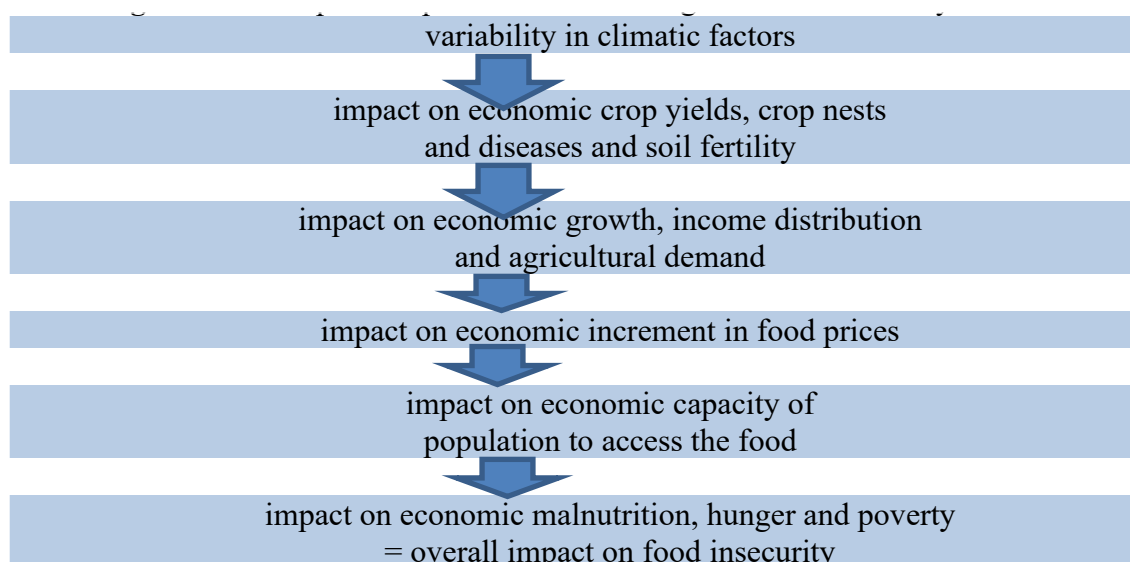 variability in climatic factors
impact on economic crop yields, crop nests
and diseases and soil fertility
impact on economic growth, income distribution
and agricultural demand
impact on economic increment in food prices
impact on economic capacity of
population to access the food
impact on economic malnutrition, hunger and poverty
= overall impact on food insecurity